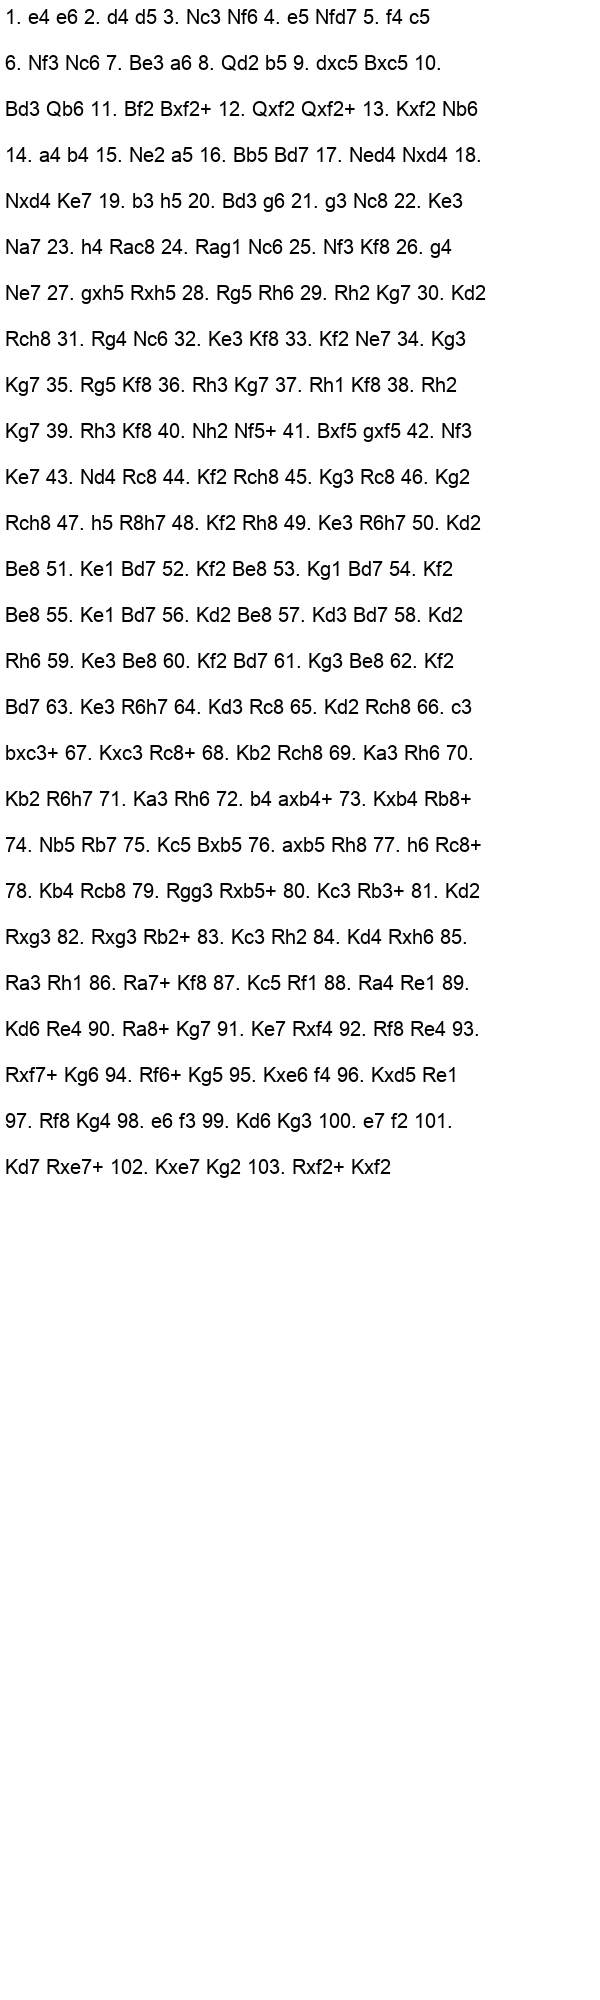 1. e4 e6 2. d4 d5 3. Nc3 Nf6 4. e5 Nfd7 5. f4 c5
6. Nf3 Nc6 7. Be3 a6 8. Qd2 b5 9. dxc5 Bxc5 10.
Bd3 Qb6 11. Bf2 Bxf2+ 12. Qxf2 Qxf2+ 13. Kxf2 Nb6
14. a4 b4 15. Ne2 a5 16. Bb5 Bd7 17. Ned4 Nxd4 18.
Nxd4 Ke7 19. b3 h5 20. Bd3 g6 21. g3 Nc8 22. Ke3
Na7 23. h4 Rac8 24. Rag1 Nc6 25. Nf3 Kf8 26. g4
Ne7 27. gxh5 Rxh5 28. Rg5 Rh6 29. Rh2 Kg7 30. Kd2
Rch8 31. Rg4 Nc6 32. Ke3 Kf8 33. Kf2 Ne7 34. Kg3
Kg7 35. Rg5 Kf8 36. Rh3 Kg7 37. Rh1 Kf8 38. Rh2
Kg7 39. Rh3 Kf8 40. Nh2 Nf5+ 41. Bxf5 gxf5 42. Nf3
Ke7 43. Nd4 Rc8 44. Kf2 Rch8 45. Kg3 Rc8 46. Kg2
Rch8 47. h5 R8h7 48. Kf2 Rh8 49. Ke3 R6h7 50. Kd2
Be8 51. Ke1 Bd7 52. Kf2 Be8 53. Kg1 Bd7 54. Kf2
Be8 55. Ke1 Bd7 56. Kd2 Be8 57. Kd3 Bd7 58. Kd2
Rh6 59. Ke3 Be8 60. Kf2 Bd7 61. Kg3 Be8 62. Kf2
Bd7 63. Ke3 R6h7 64. Kd3 Rc8 65. Kd2 Rch8 66. c3
bxc3+ 67. Kxc3 Rc8+ 68. Kb2 Rch8 69. Ka3 Rh6 70.
Kb2 R6h7 71. Ka3 Rh6 72. b4 axb4+ 73. Kxb4 Rb8+
74. Nb5 Rb7 75. Kc5 Bxb5 76. axb5 Rh8 77. h6 Rc8+
78. Kb4 Rcb8 79. Rgg3 Rxb5+ 80. Kc3 Rb3+ 81. Kd2
Rxg3 82. Rxg3 Rb2+ 83. Kc3 Rh2 84. Kd4 Rxh6 85.
Ra3 Rh1 86. Ra7+ Kf8 87. Kc5 Rf1 88. Ra4 Re1 89.
Kd6 Re4 90. Ra8+ Kg7 91. Ke7 Rxf4 92. Rf8 Re4 93.
Rxf7+ Kg6 94. Rf6+ Kg5 95. Kxe6 f4 96. Kxd5 Re1
97. Rf8 Kg4 98. e6 f3 99. Kd6 Kg3 100. e7 f2 101.
Kd7 Rxe7+ 102. Kxe7 Kg2 103. Rxf2+ Kxf2